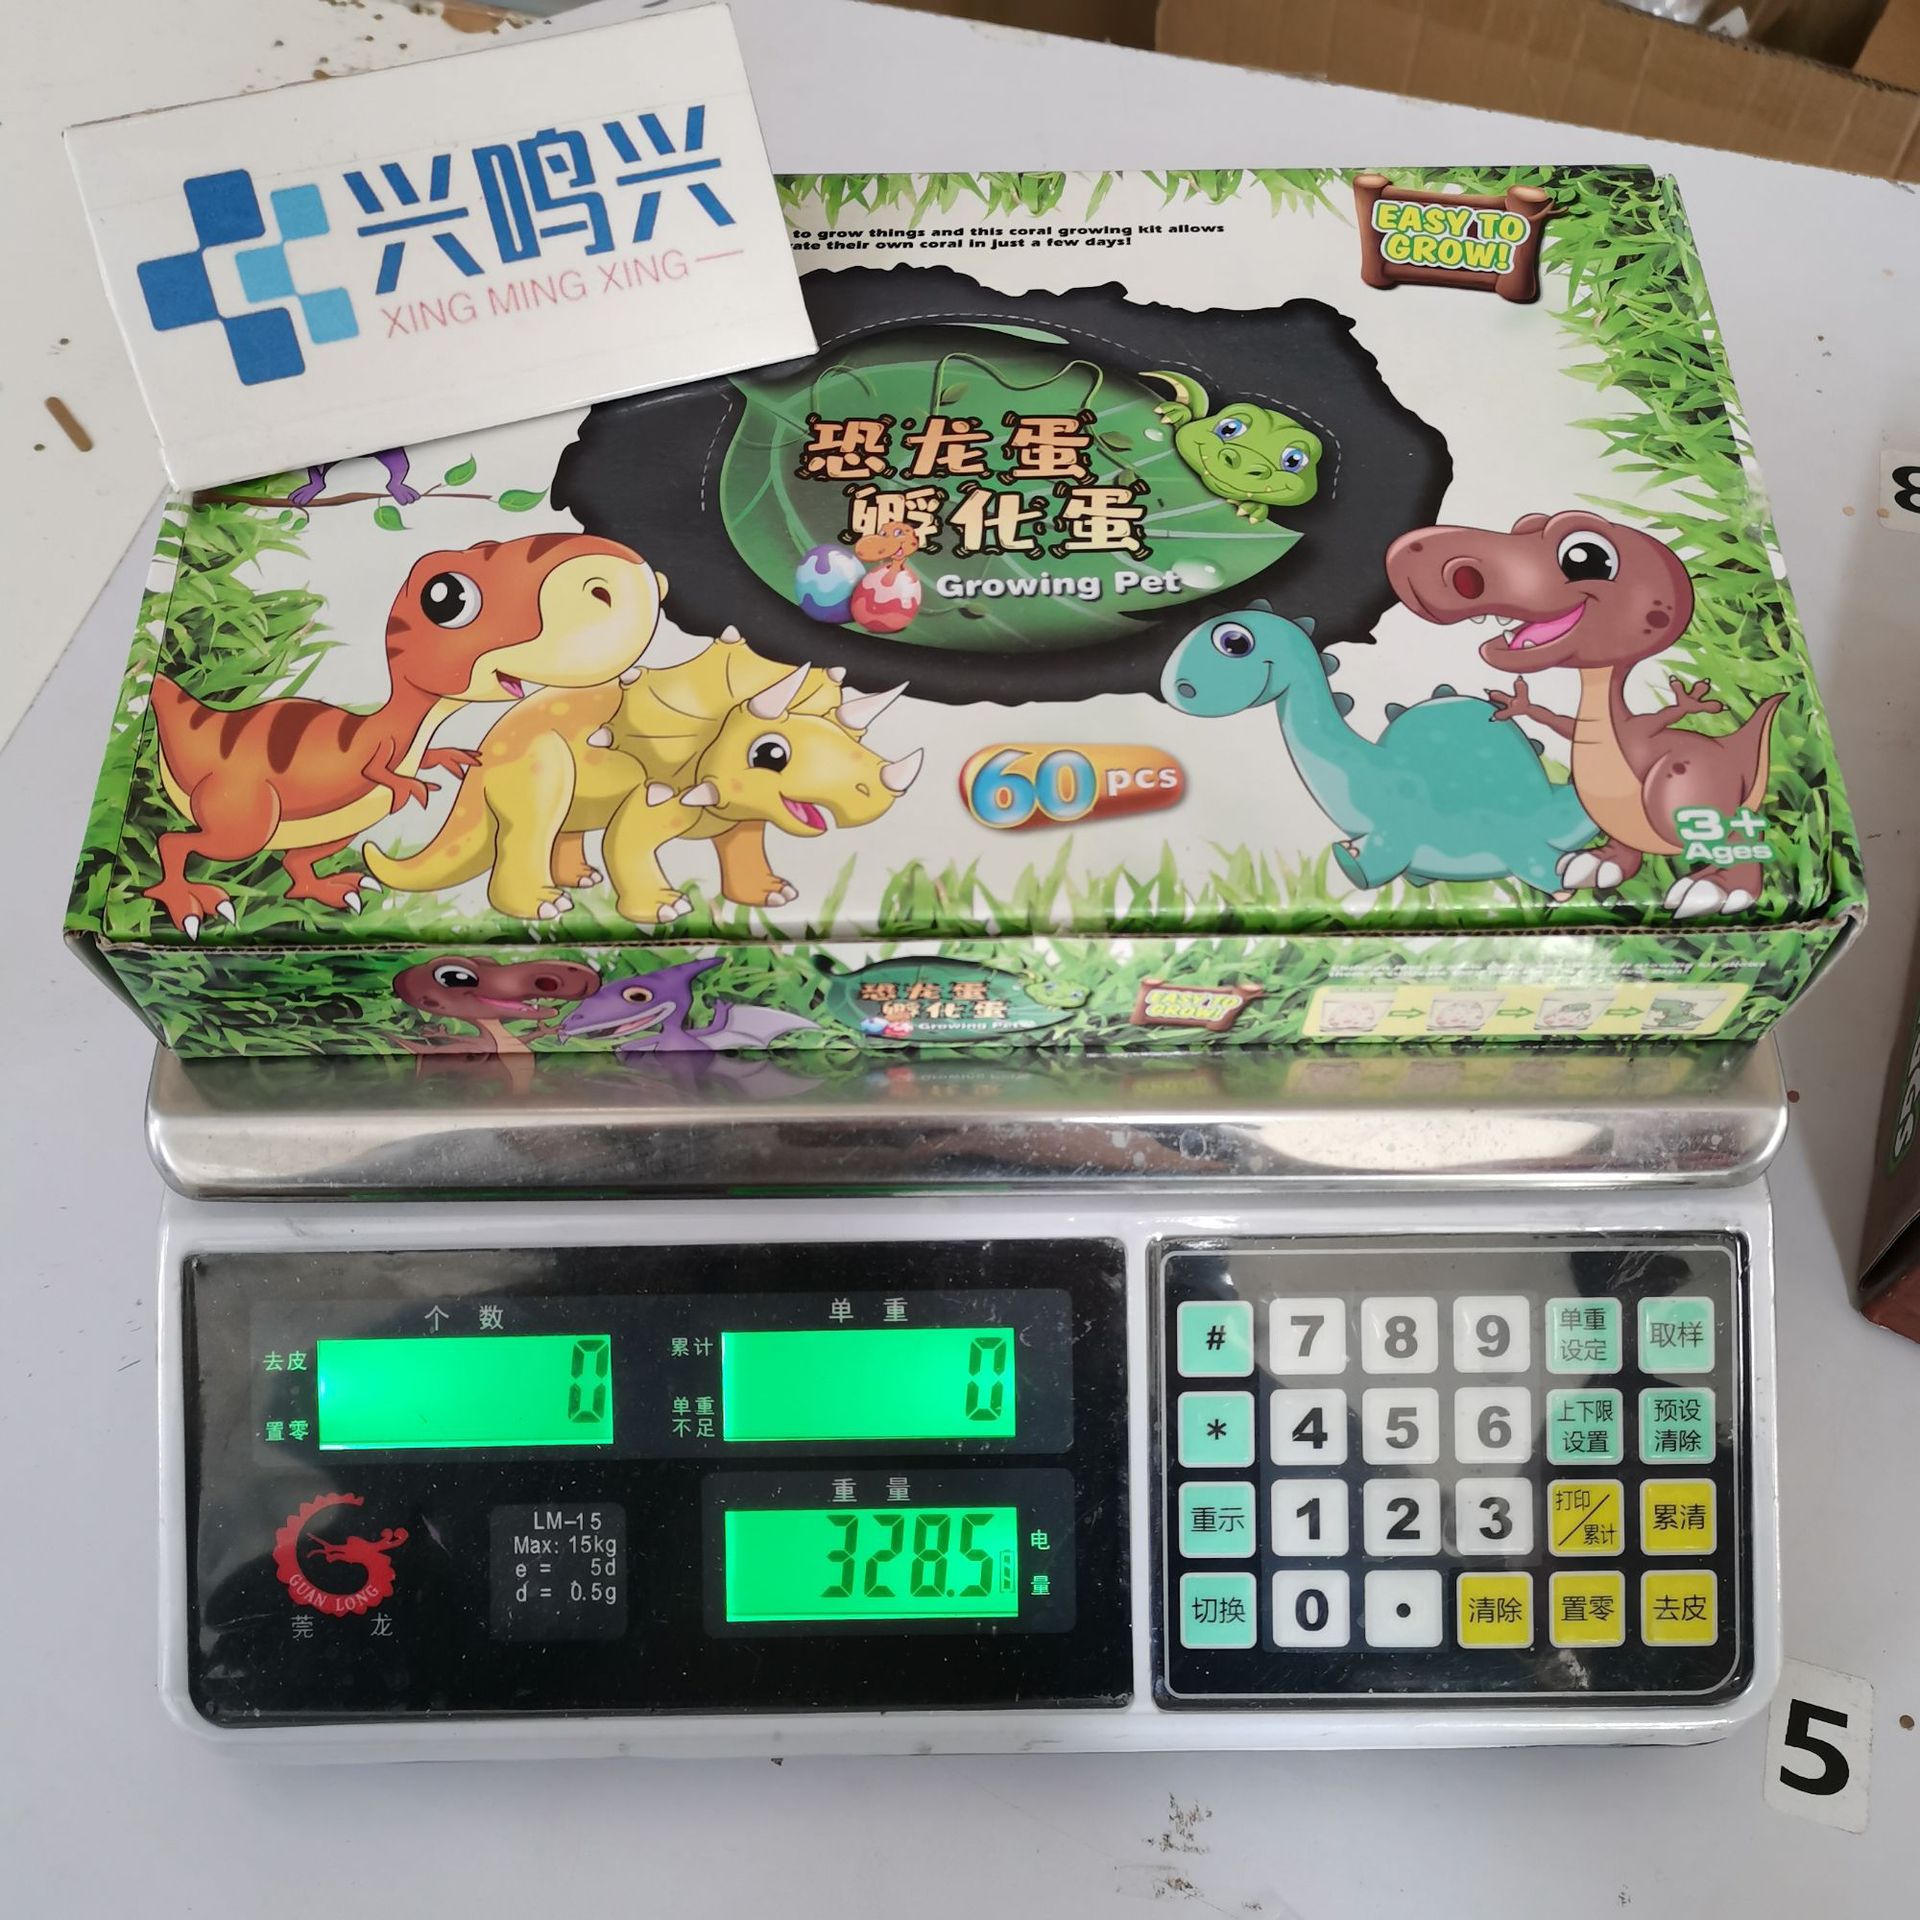 兴鸣兴
XING MING XING
to grow things and this coral growing kit allows
ate their own coral in just a few days!
EASY TO
GROW!
恐龙蛋
孵化蛋
Growing Pet
60 pcs
3+
Ages
恐龙蛋
孵化蛋
Growing Pet
EASY TO
GROW!
个数
单重
去皮
0
累计
0
置零
单重
不足
重量
328.5
电
量
GUAN LONG
莞龙
LM-15
Max: 15kg
e = 5d
d = 0.5g
# 7 8 9 单重设定 取样
* 4 5 6 上下限设置 预设清除
重示 1 2 3 打印/累计 累清
切换 0 . 清除 置零 去皮
5